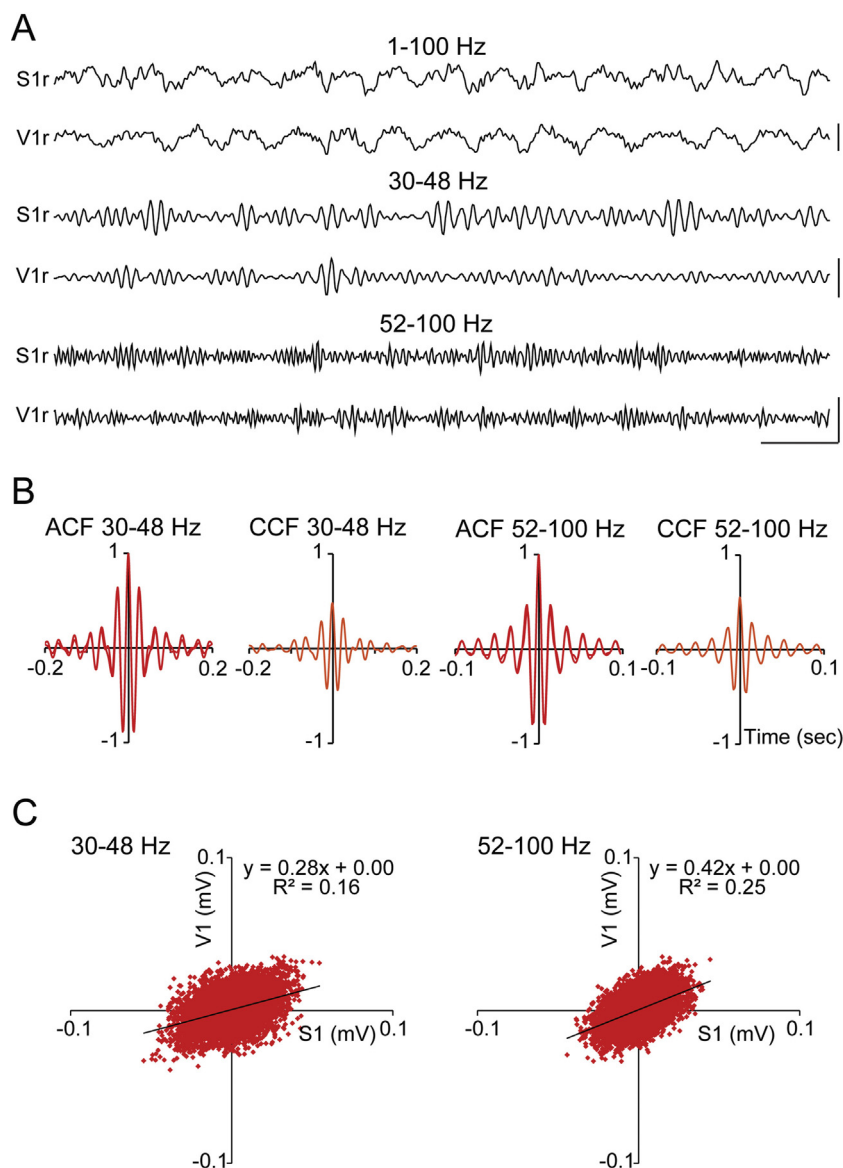 A
1-100 Hz
S1r
V1r
30-48 Hz
S1r
V1r
52-100 Hz
S1r
V1r
B
ACF 30-48 Hz CCF 30-48 Hz ACF 52-100 Hz CCF 52-100 Hz
1 1 1 1
-0.2 0.2 -0.2 0.2 -0.1 0.1 -0.1 0.1
-1 -1 -1 -1 Time (sec)
C
30-48 Hz 52-100 Hz
0.1 0.1
y = 0.28x + 0.00 y = 0.42x + 0.00
R² = 0.16 R² = 0.25
V1 (mV) V1 (mV)
-0.1 0.1 -0.1 0.1
S1 (mV) S1 (mV)
-0.1 -0.1